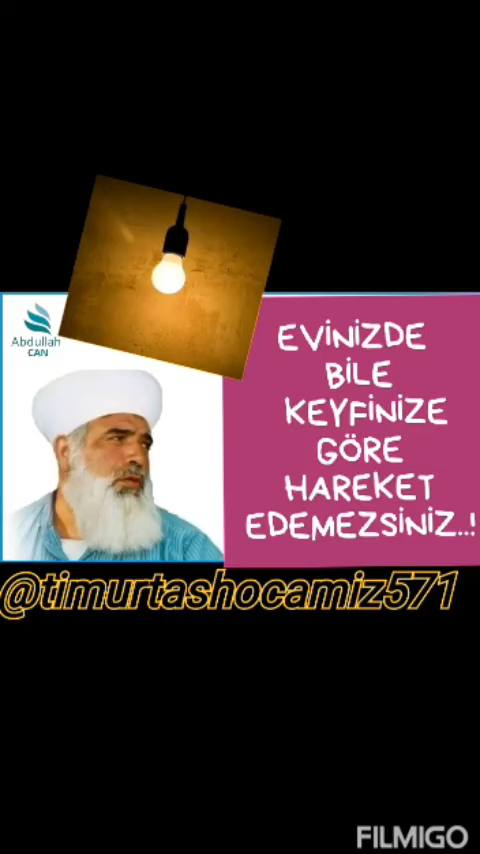 Abdullah
CAN
EVİNİZDE
BİLE
KEYFİNİZE
GÖRE
HAREKET
EDEMEZSİNİZ..!
@timurtashocamiz571
FILMIGO